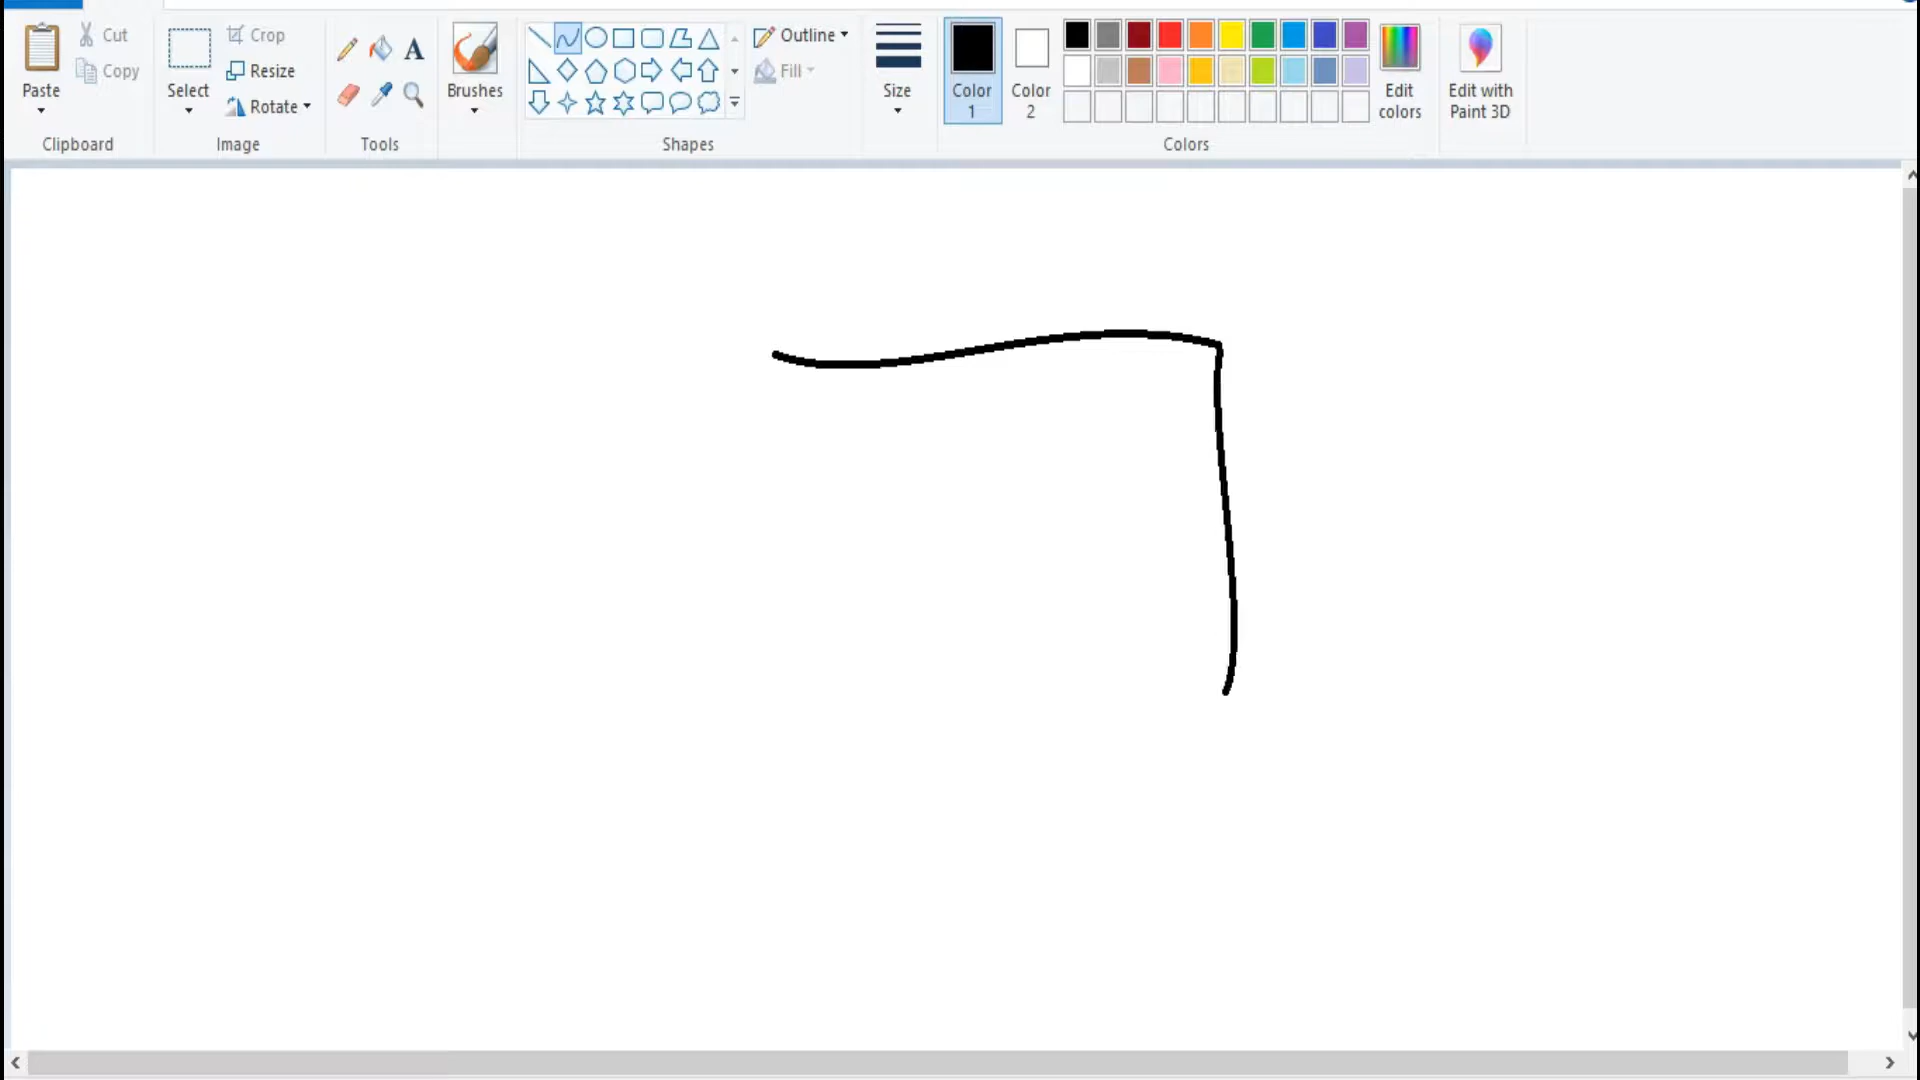 Cut
Copy
Paste
Clipboard
Crop
Resize
Rotate
Select
Image
A
Tools
Brushes
Outline
Fill
Shapes
Size
Color 1
Color 2
Colors
Edit colors
Edit with Paint 3D